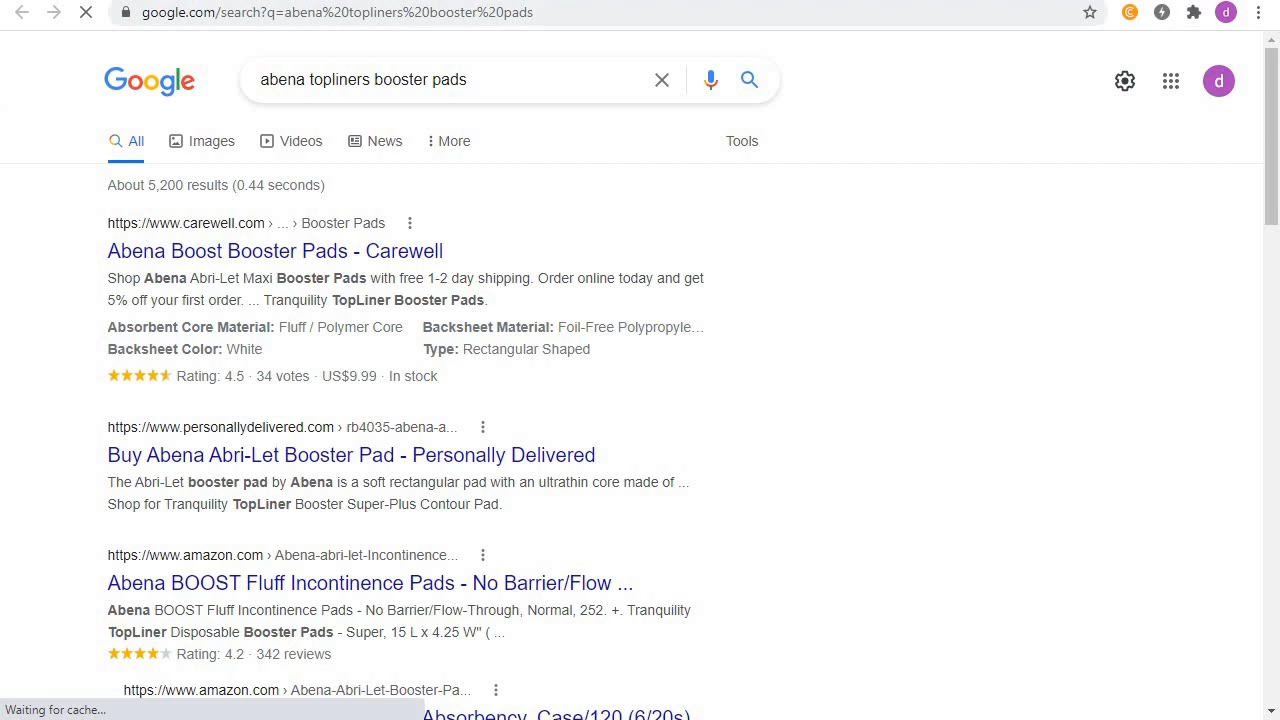 google.com/search?q=abena%20topliners%20booster%20pads
d
Google
abena topliners booster pads
d
All Images Videos News More Tools
About 5,200 results (0.44 seconds)
https://www.carewell.com › ... › Booster Pads
Abena Boost Booster Pads - Carewell
Shop Abena Abri-Let Maxi Booster Pads with free 1-2 day shipping. Order online today and get
5% off your first order. ... Tranquility TopLiner Booster Pads.
Absorbent Core Material: Fluff / Polymer Core Backsheet Material: Foil-Free Polypropyle...
Backsheet Color: White Type: Rectangular Shaped
Rating: 4.5 · 34 votes · US$9.99 · In stock
https://www.personallydelivered.com › rb4035-abena-a...
Buy Abena Abri-Let Booster Pad - Personally Delivered
The Abri-Let booster pad by Abena is a soft rectangular pad with an ultrathin core made of ...
Shop for Tranquility TopLiner Booster Super-Plus Contour Pad.
https://www.amazon.com › Abena-abri-let-Incontinence...
Abena BOOST Fluff Incontinence Pads - No Barrier/Flow ...
Abena BOOST Fluff Incontinence Pads - No Barrier/Flow-Through, Normal, 252. +. Tranquility
TopLiner Disposable Booster Pads - Super, 15 L x 4.25 W" ( ...
Rating: 4.2 · 342 reviews
https://www.amazon.com › Abena-Abri-Let-Booster-Pa...
Absorbency, Case/120 (6/20s)
Waiting for cache...